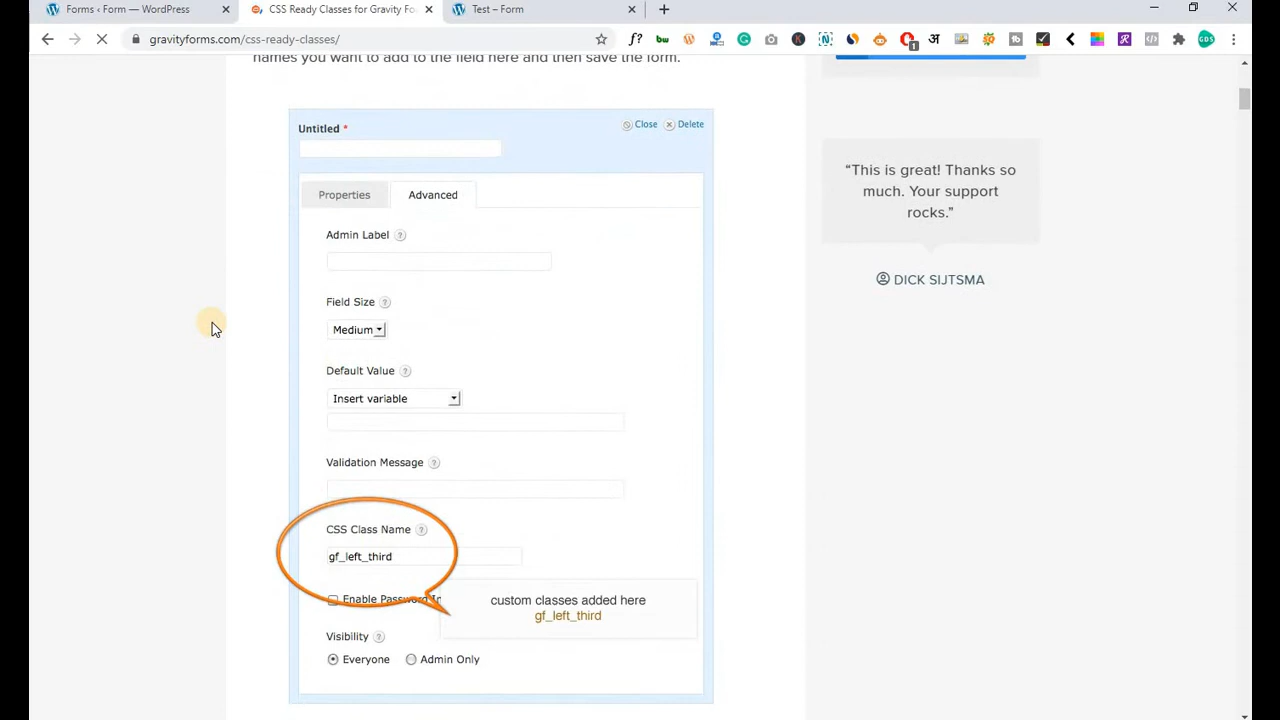 Forms ‹ Form — WordPress
CSS Ready Classes for Gravity Fo
Test – Form
gravityforms.com/css-ready-classes/
f?
bw
अ
1
GDS
names you want to add to the field here and then save the form.
Untitled *
Close
Delete
Properties
Advanced
Admin Label ?
Field Size ?
Medium
Default Value ?
Insert variable
Validation Message ?
CSS Class Name ?
gf_left_third
Enable Password In
custom classes added here
gf_left_third
Visibility ?
Everyone
Admin Only
“This is great! Thanks so
much. Your support
rocks.”
DICK SIJTSMA